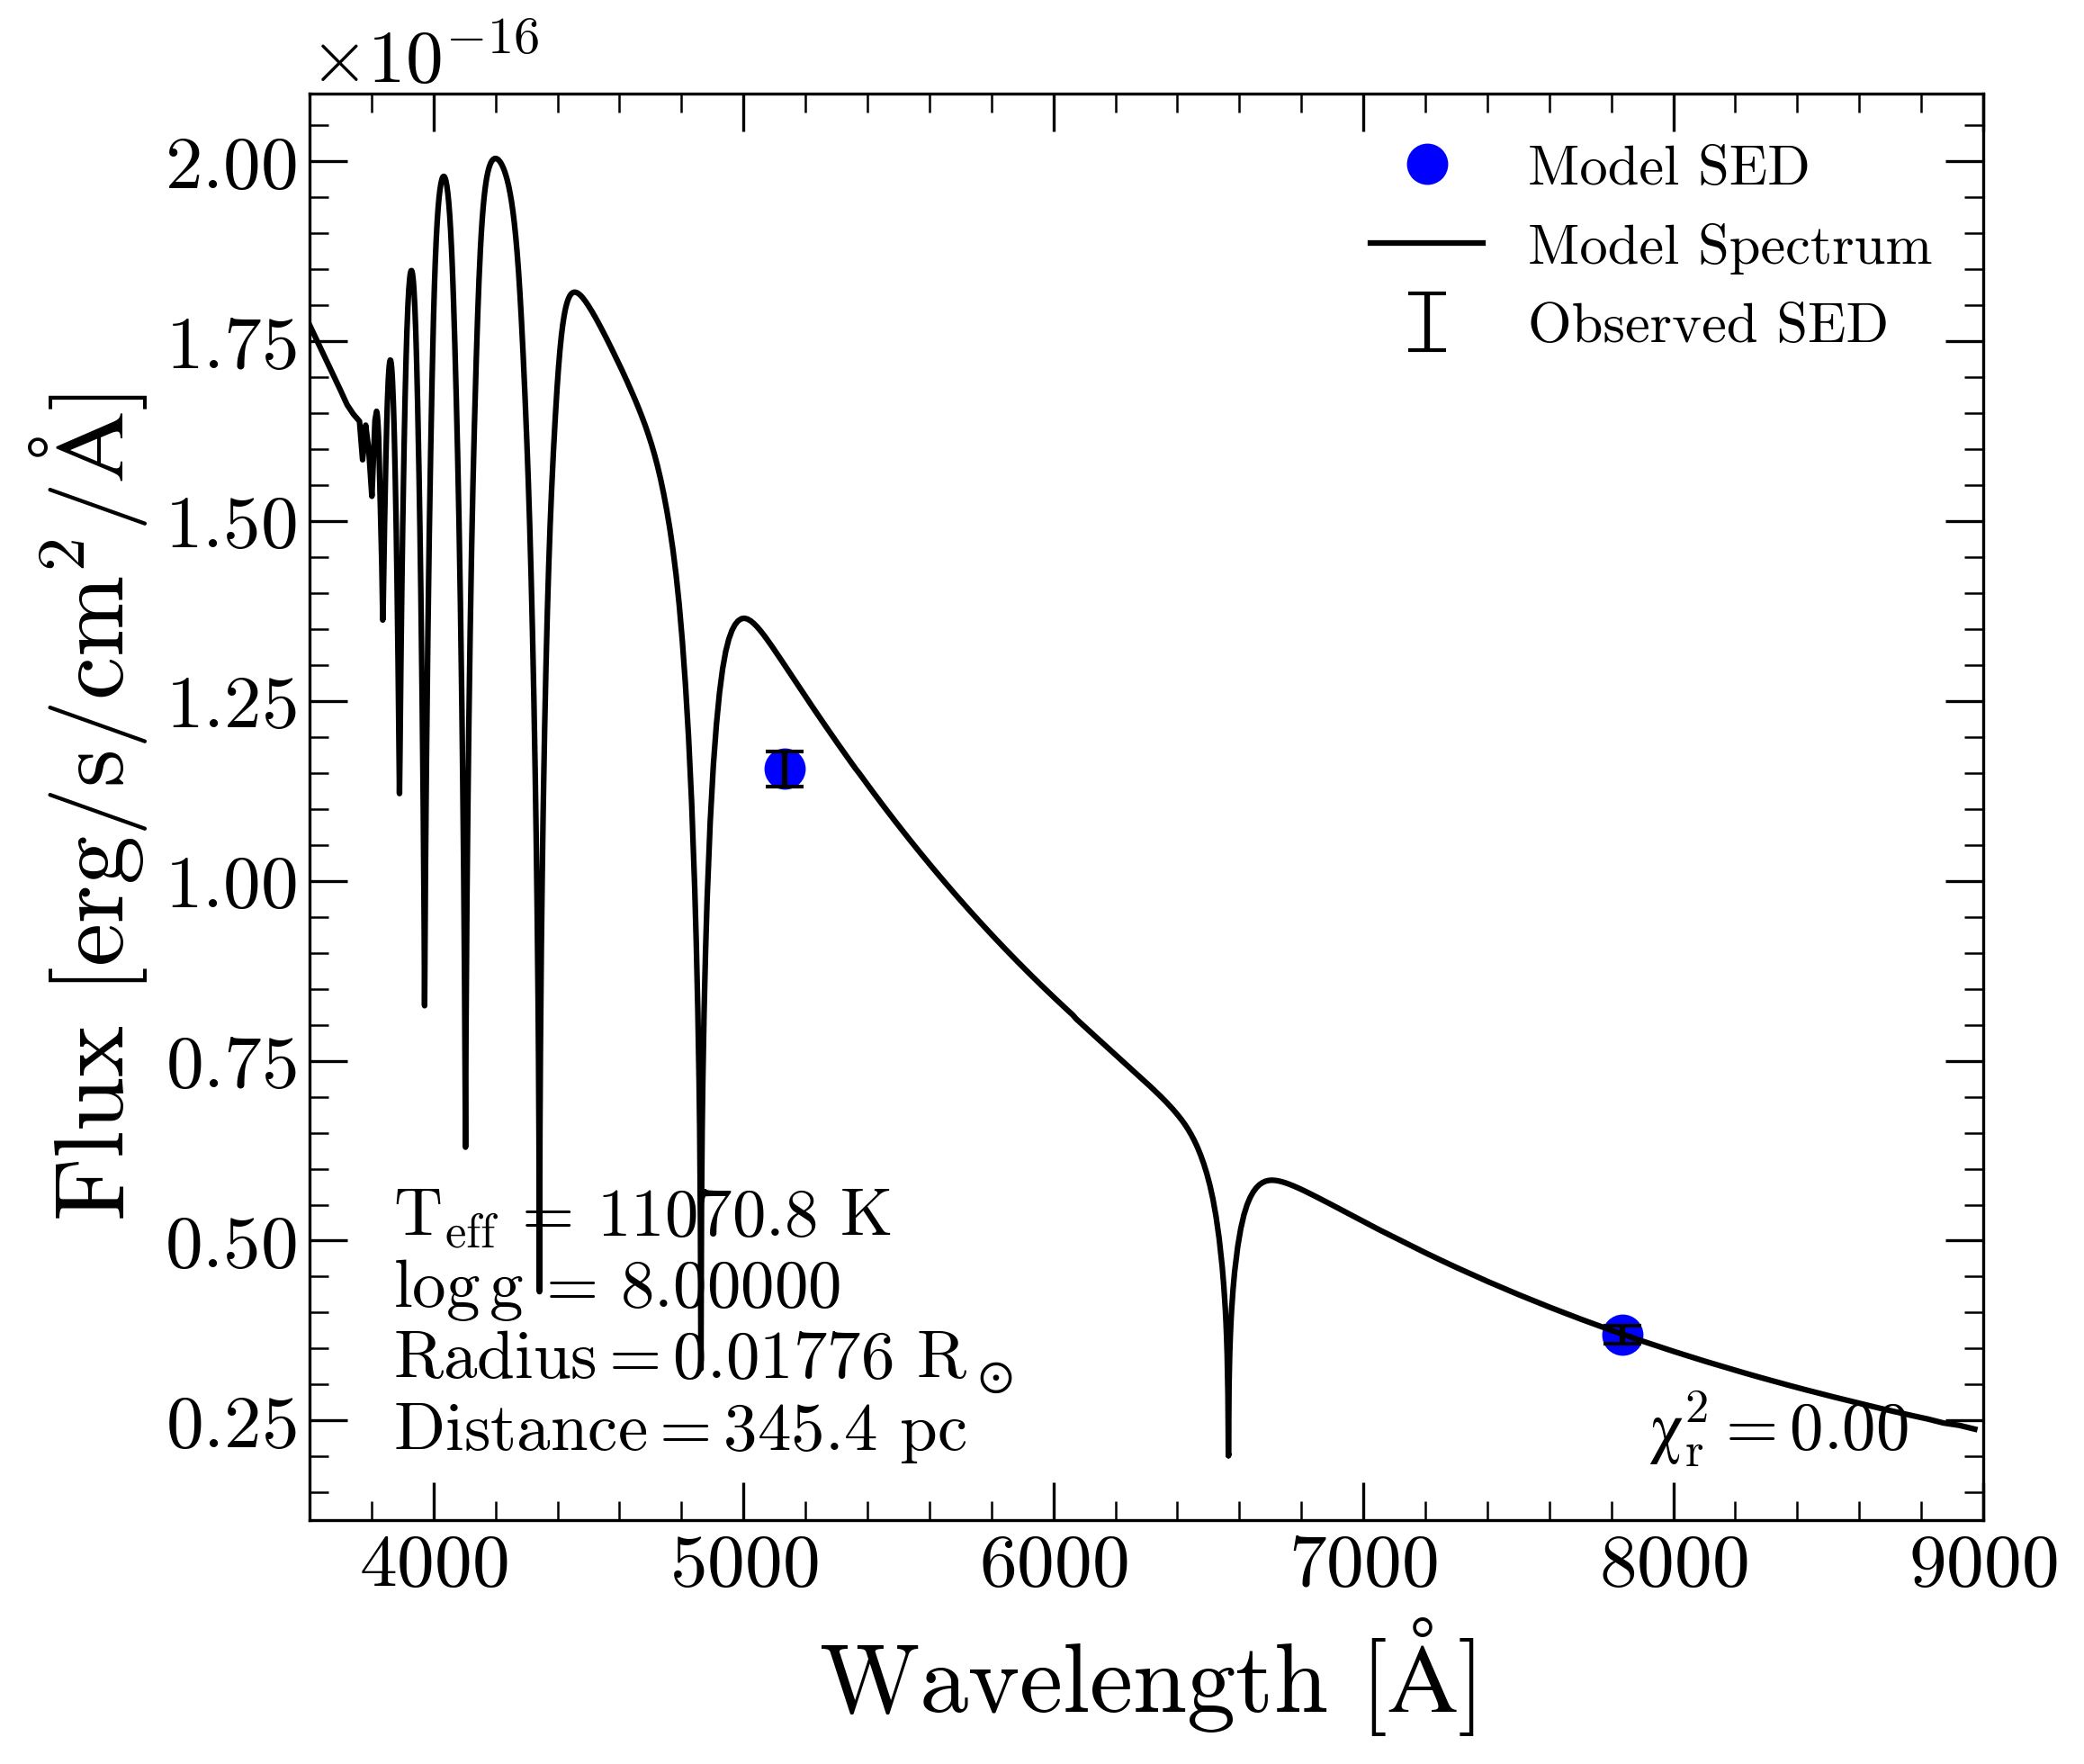 ×10⁻¹⁶
Flux [erg/s/cm²/Å]
2.00
1.75
1.50
1.25
1.00
0.75
0.50
0.25
Model SED
Model Spectrum
Observed SED
T_eff = 11070.8 K
log g = 8.00000
Radius = 0.01776 R_⊙
Distance = 345.4 pc
χ²_r = 0.00
4000 5000 6000 7000 8000 9000
Wavelength [Å]